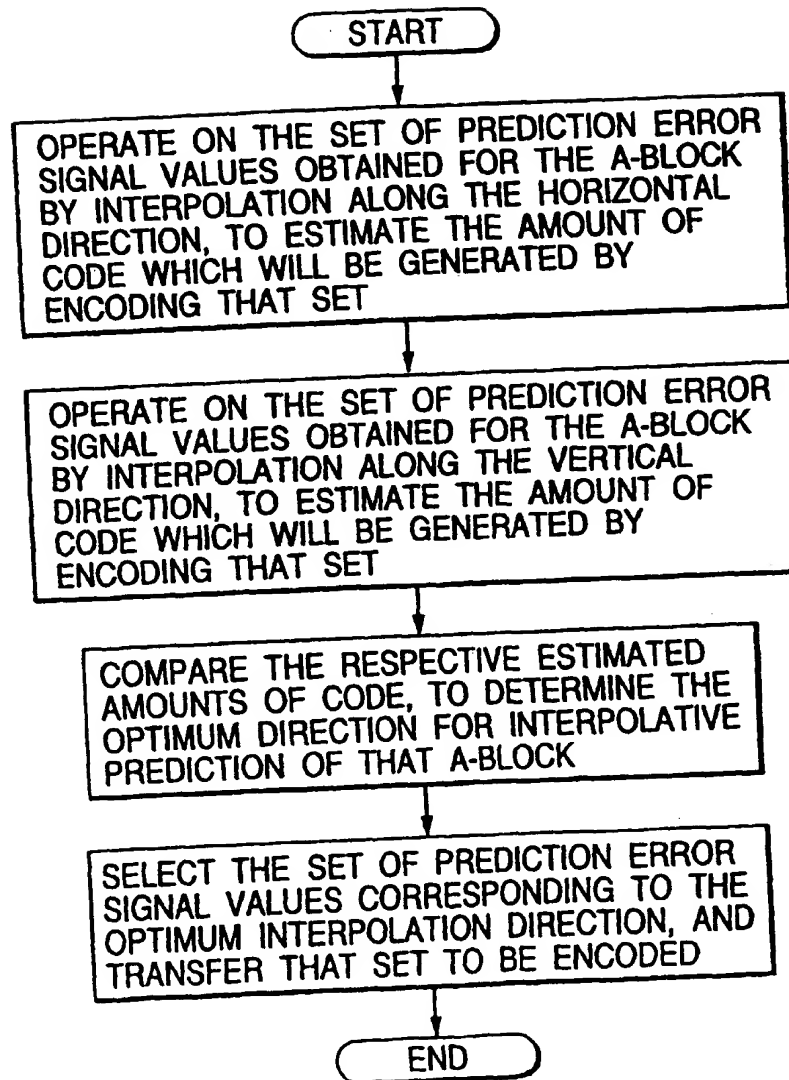 START
OPERATE ON THE SET OF PREDICTION ERROR
SIGNAL VALUES OBTAINED FOR THE A-BLOCK
BY INTERPOLATION ALONG THE HORIZONTAL
DIRECTION, TO ESTIMATE THE AMOUNT OF
CODE WHICH WILL BE GENERATED BY
ENCODING THAT SET
OPERATE ON THE SET OF PREDICTION ERROR
SIGNAL VALUES OBTAINED FOR THE A-BLOCK
BY INTERPOLATION ALONG THE VERTICAL
DIRECTION, TO ESTIMATE THE AMOUNT OF
CODE WHICH WILL BE GENERATED BY
ENCODING THAT SET
COMPARE THE RESPECTIVE ESTIMATED
AMOUNTS OF CODE, TO DETERMINE THE
OPTIMUM DIRECTION FOR INTERPOLATIVE
PREDICTION OF THAT A-BLOCK
SELECT THE SET OF PREDICTION ERROR
SIGNAL VALUES CORRESPONDING TO THE
OPTIMUM INTERPOLATION DIRECTION, AND
TRANSFER THAT SET TO BE ENCODED
END